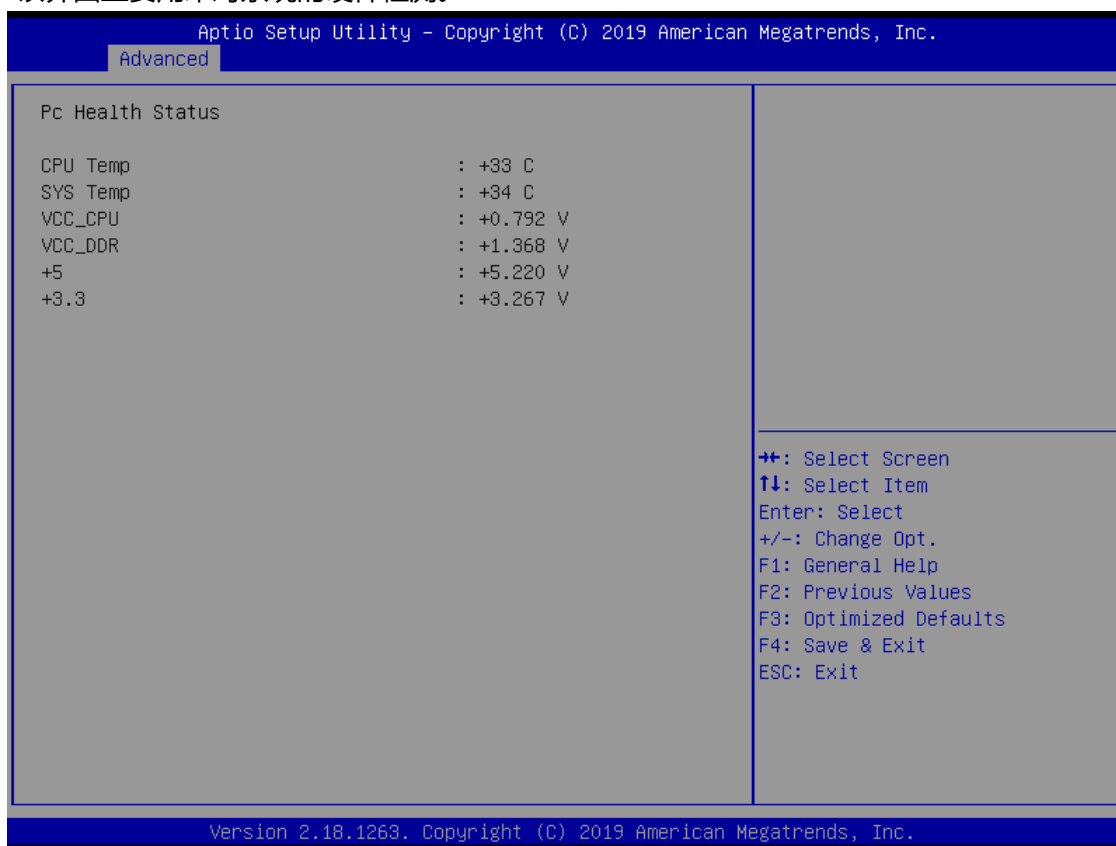 Aptio Setup Utility – Copyright (C) 2019 American Megatrends, Inc.
Advanced
Pc Health Status
CPU Temp : +33 C
SYS Temp : +34 C
VCC_CPU : +0.792 V
VCC_DDR : +1.368 V
+5 : +5.220 V
+3.3 : +3.267 V
→←: Select Screen
↑↓: Select Item
Enter: Select
+/-: Change Opt.
F1: General Help
F2: Previous Values
F3: Optimized Defaults
F4: Save & Exit
ESC: Exit
Version 2.18.1263. Copyright (C) 2019 American Megatrends, Inc.